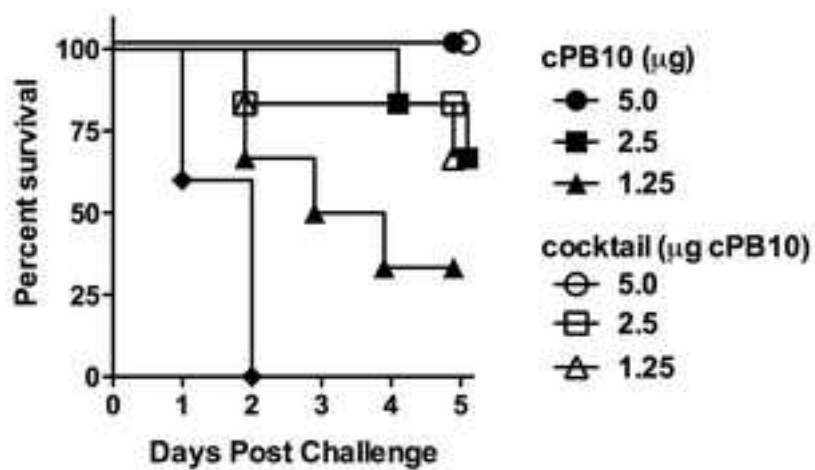 Percent survival
100
75
50
25
0
0 1 2 3 4 5
Days Post Challenge
cPB10 (μg)
5.0
2.5
1.25
cocktail (μg cPB10)
5.0
2.5
1.25